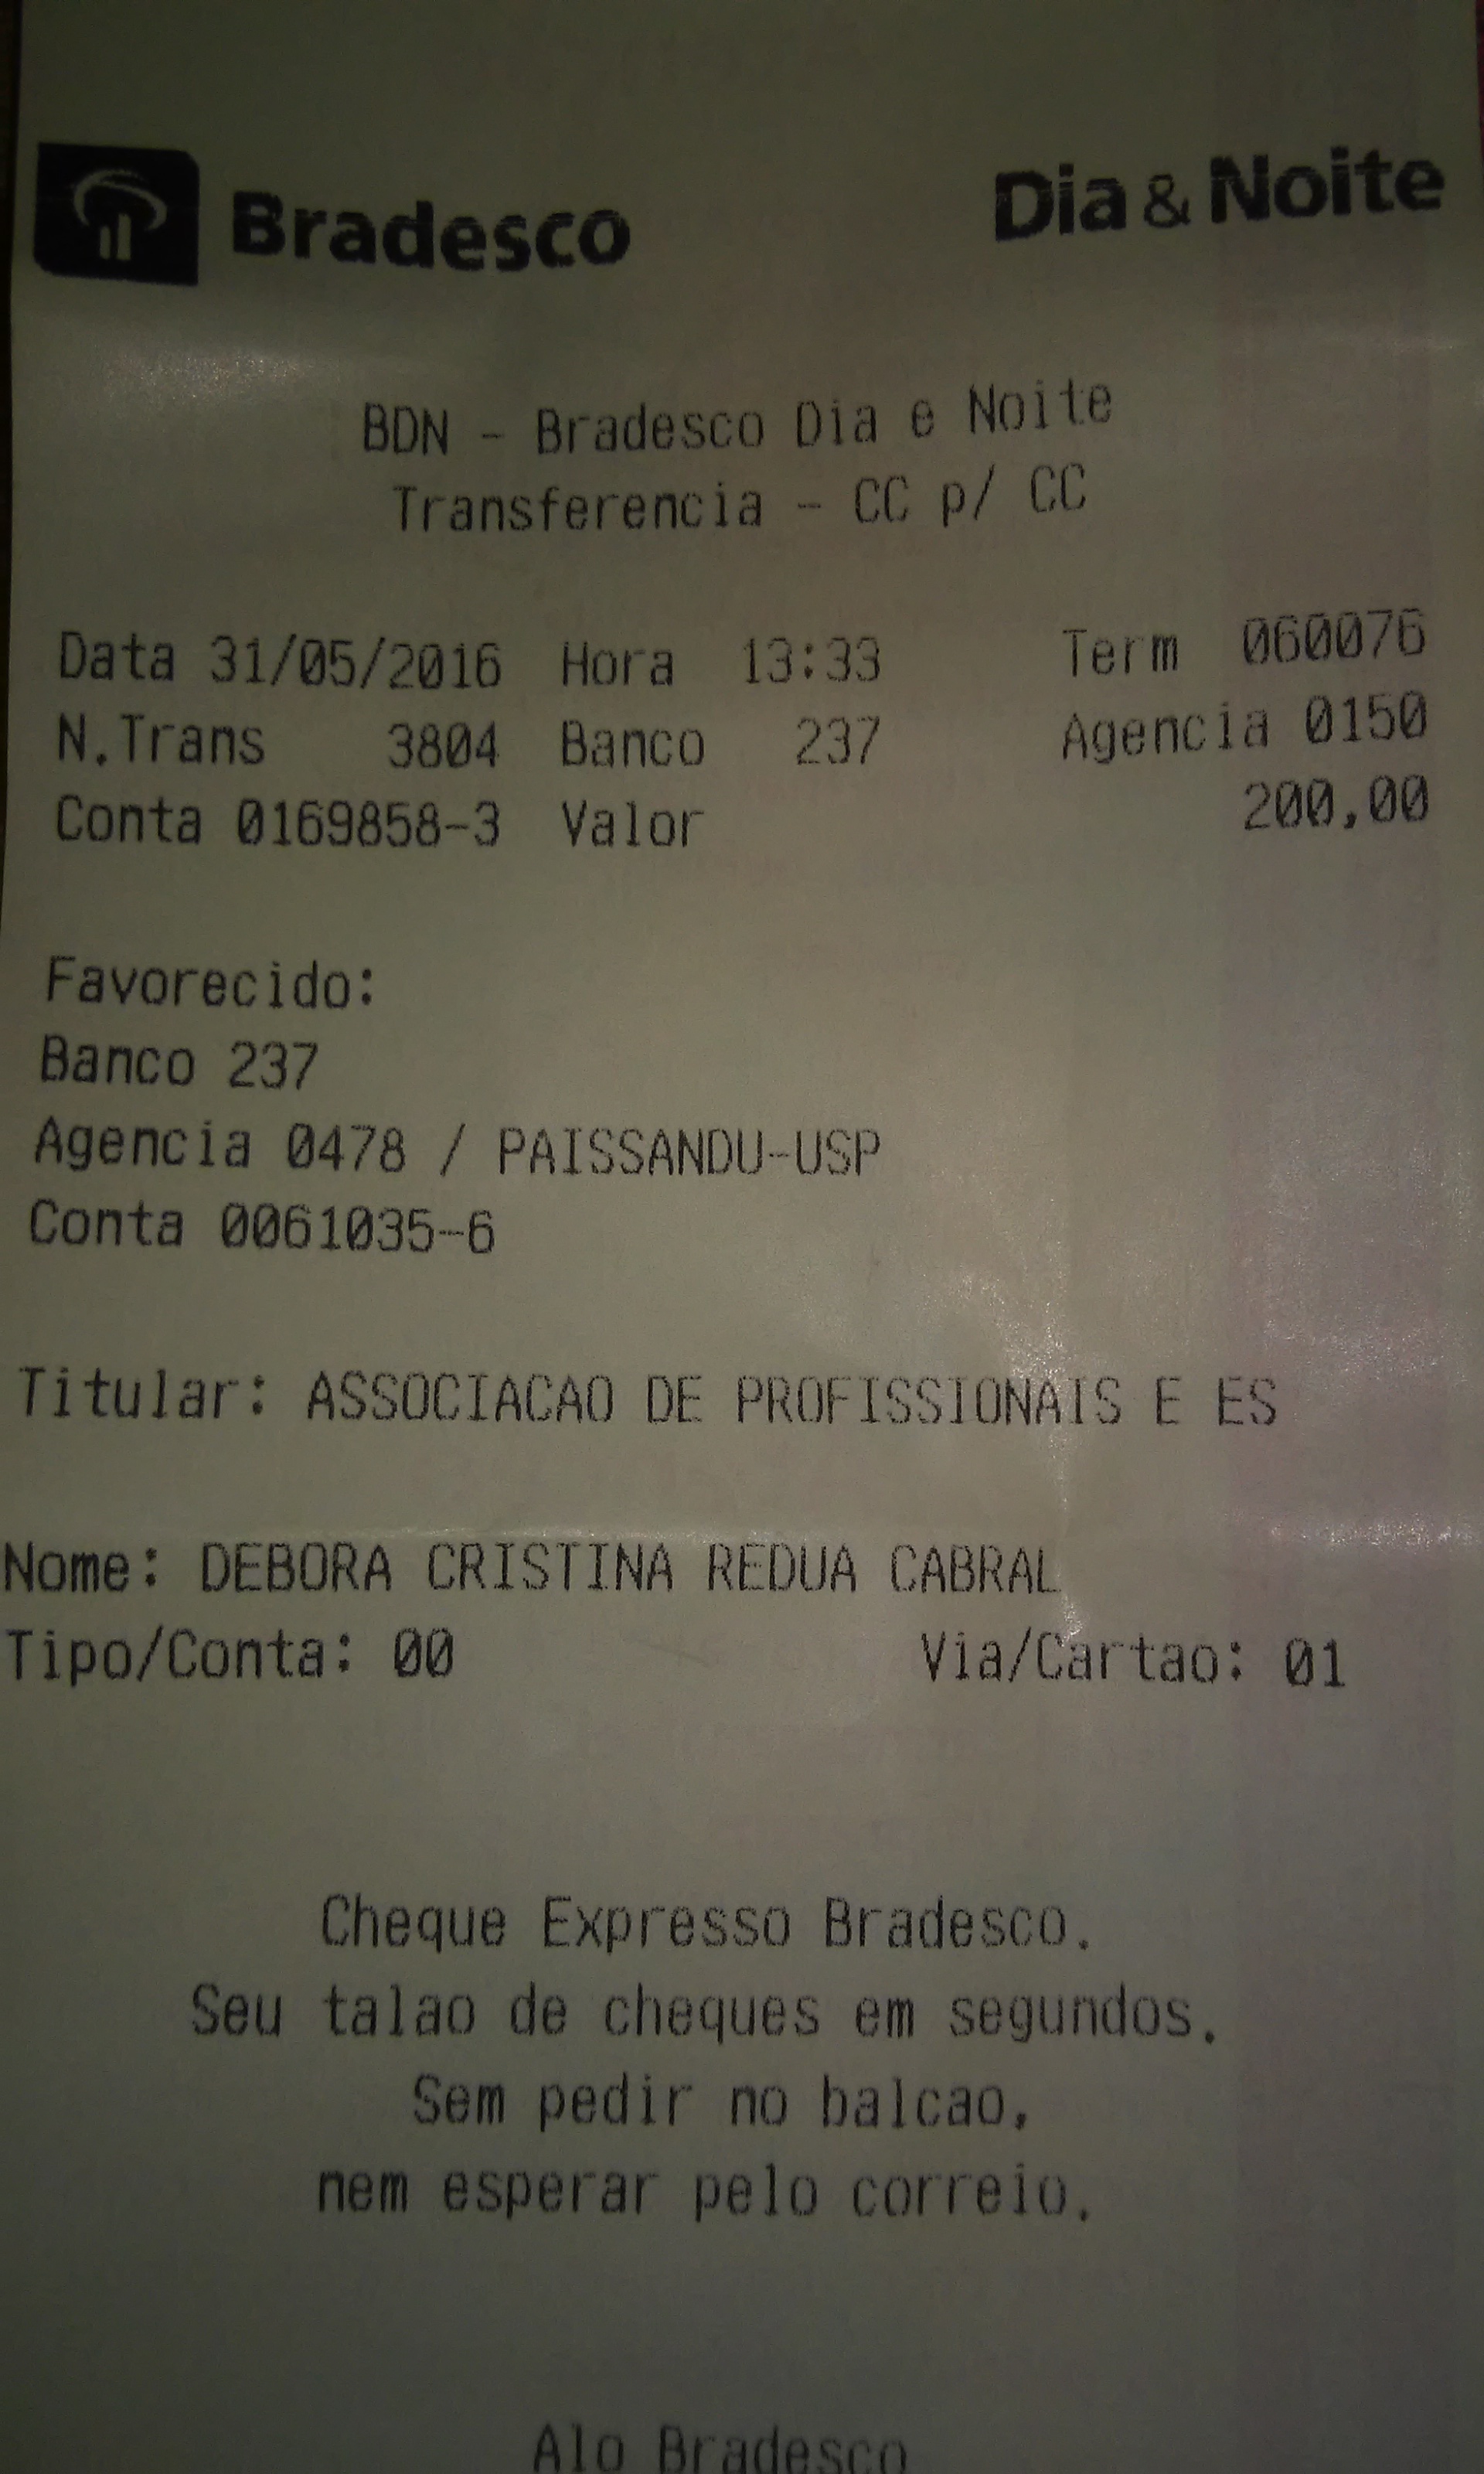 Bradesco Dia & Noite
BDN - Bradesco Dia e Noite
Transferencia - CC p/ CC
Data 31/05/2016 Hora 13:33 Term 060076
N.Trans 3804 Banco 237 Agencia 0150
Conta 0169858-3 Valor 200,00
Favorecido:
Banco 237
Agencia 0478 / PAISSANDU-USP
Conta 0061035-6
Titular: ASSOCIACAO DE PROFISSIONAIS E ES
Nome: DEBORA CRISTINA REDUA CABRAL
Tipo/Conta: 00 Via/Cartao: 01
Cheque Expresso Bradesco.
Seu talao de cheques em segundos.
Sem pedir no balcao,
nem esperar pelo correio.
Alo Bradesco